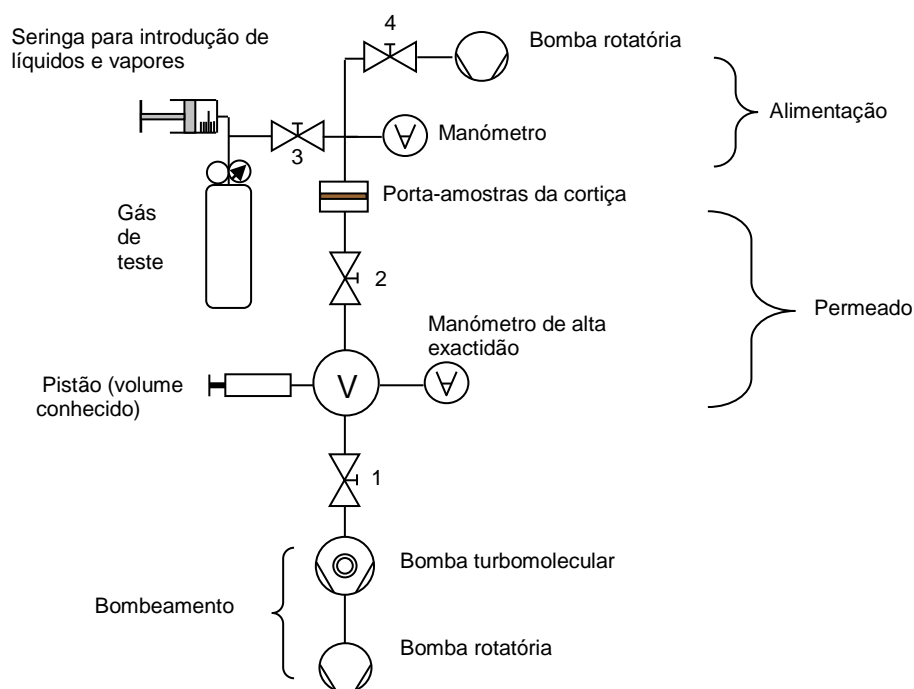 4
Seringa para introdução de
líquidos e vapores
Bomba rotatória
Alimentação
Manómetro
3
Porta-amostras da cortiça
Gás
de
teste
2
Permeado
Manómetro de alta
exactidão
Pistão (volume
conhecido)
V
1
Bomba turbomolecular
Bombeamento
Bomba rotatória